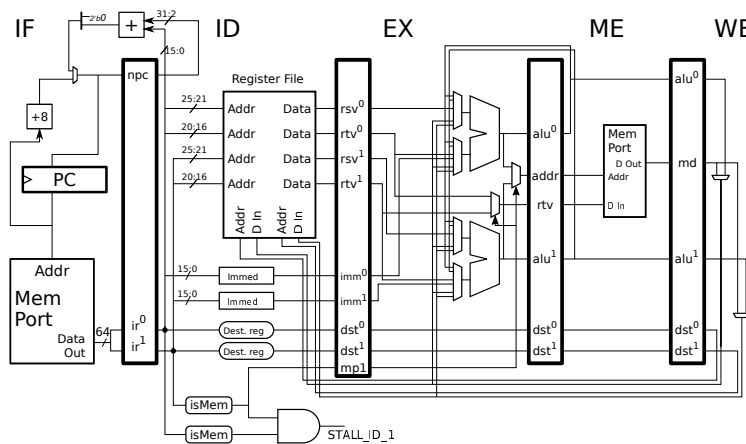 IF
ID
EX
ME
WB
31:2
2'b0
+
15:0
npc
+8
PC
Addr
Mem
Port
Data
Out
64
ir0
ir1
Register File
25:21
Addr
Data
20:16
Addr
Data
25:21
Addr
Data
20:16
Addr
Data
Addr
D In
Addr
D In
15:0
Immed
15:0
Immed
Dest. reg
Dest. reg
isMem
isMem
STALL_ID_1
rsv0
rtv0
rsv1
rtv1
imm0
imm1
dst0
dst1
mp1
alu0
addr
rtv
alu1
dst0
dst1
Mem
Port
D Out
Addr
D In
alu0
md
alu1
dst0
dst1